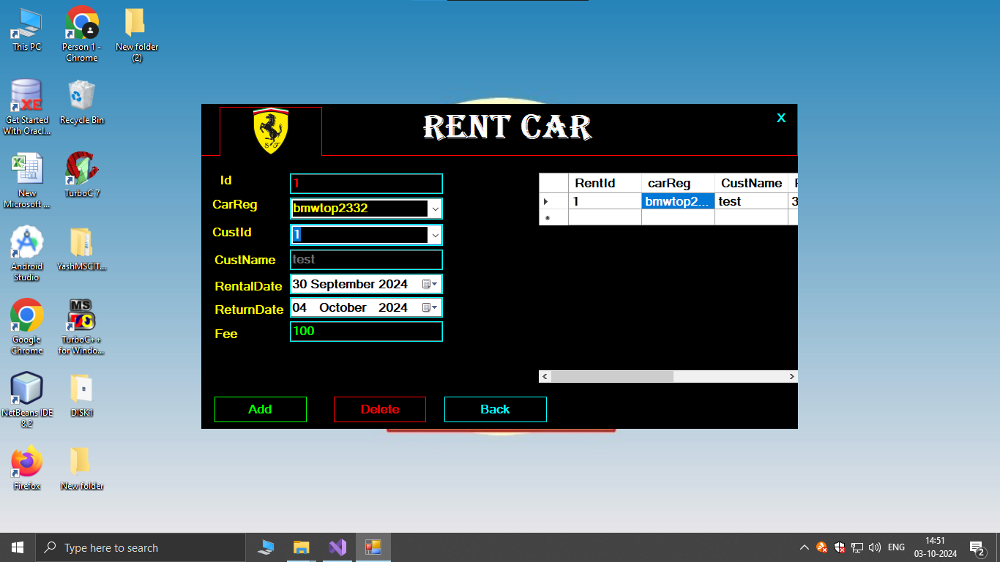 This PC
Person 1 -
Chrome
New folder
(2)
Get Started
With Oracl...
Recycle Bin
New
Microsoft ...
TurboC 7
Android
Studio
YashMSCIT...
Google
Chrome
TurboC++
for Windo...
NetBeans IDE
8.2
DISK1
Firefox
New folder
XE
MS
S F
RENT CAR
X
Id
1
CarReg
bmwtop2332
CustId
1
CustName
test
RentalDate
30 September 2024
ReturnDate
04 October 2024
Fee
100
RentId carReg CustName
1 bmwtop2... test 3
Add Delete Back
Type here to search
ENG
14:51
03-10-2024
2